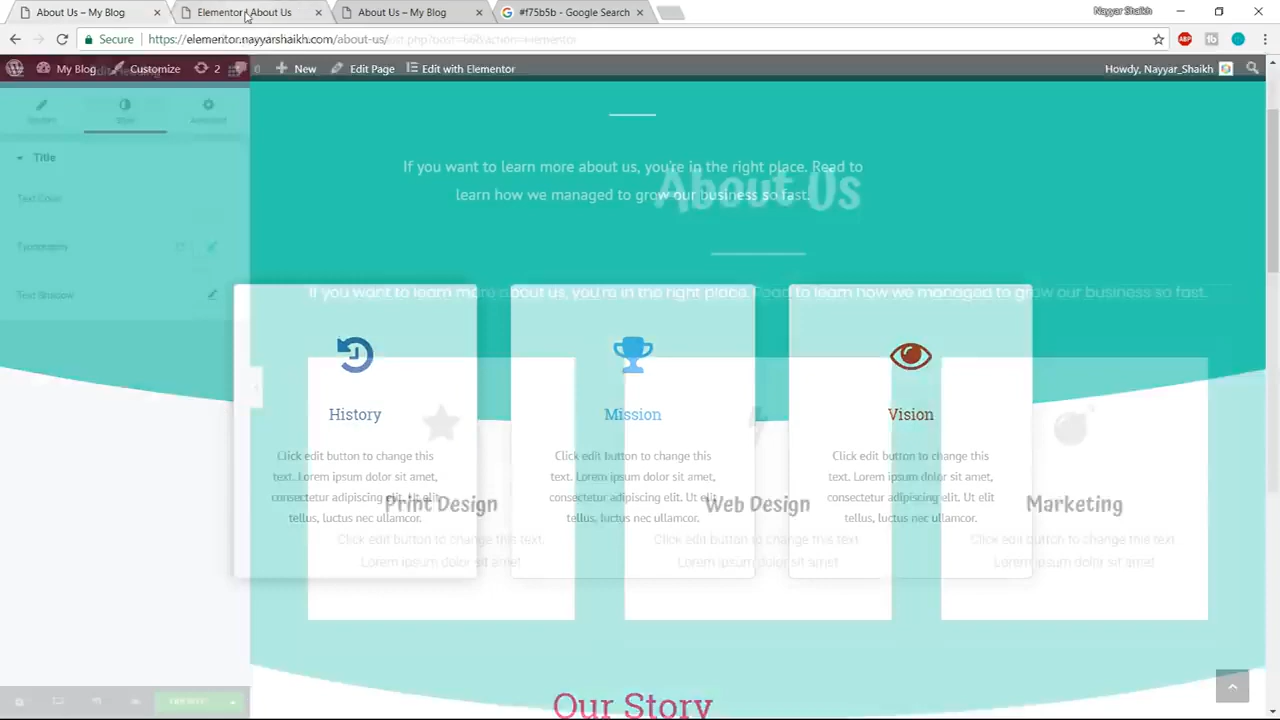 About Us – My Blog
Elementor | About Us
About Us – My Blog
#f75b5b - Google Search
Nayyar Shaikh
Secure
https://elementor.nayyarshaikh.com/about-us/
My Blog
Customize
2
0
New
Edit Page
Edit with Elementor
Howdy, Nayyar_Shaikh
Style
Title
Text Color
Typography
Text Shadow
If you want to learn more about us, you're in the right place. Read to
learn how we managed to grow our business so fast.
About Us
If you want to learn more about us, you're in the right place. Read to learn how we managed to grow our business so fast.
History
Click edit button to change this
text. Lorem ipsum dolor sit amet,
consectetur adipiscing elit. Ut elit
tellus, luctus nec ullamcor.
Mission
Click edit button to change this
text. Lorem ipsum dolor sit amet,
consectetur adipiscing elit. Ut elit
tellus, luctus nec ullamcor.
Vision
Click edit button to change this
text. Lorem ipsum dolor sit amet,
consectetur adipiscing elit. Ut elit
tellus, luctus nec ullamcor.
Print Design
Click edit button to change this text.
Lorem ipsum dolor sit amet
Web Design
Click edit button to change this text.
Lorem ipsum dolor sit amet
Marketing
Click edit button to change this text.
Lorem ipsum dolor sit amet
Our Story